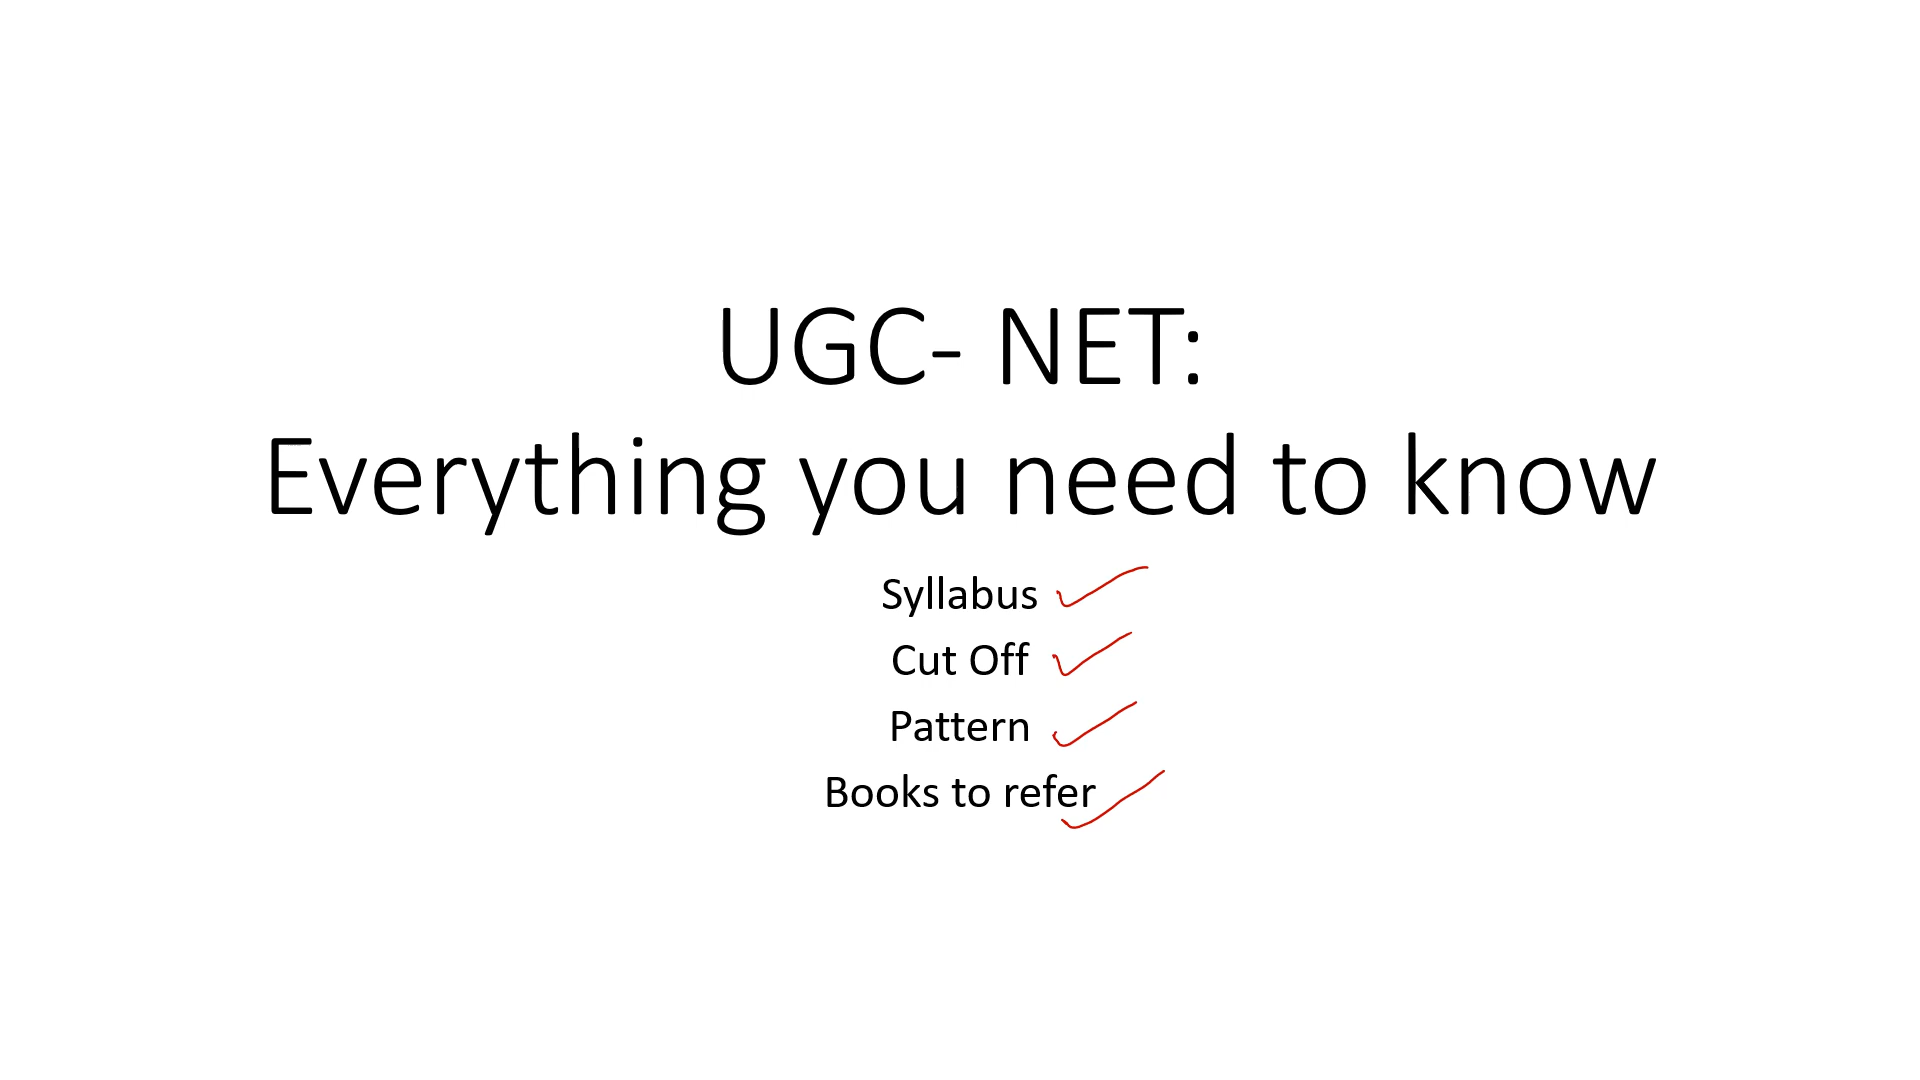 UGC- NET:
Everything you need to know
Syllabus
Cut Off
Pattern
Books to refer